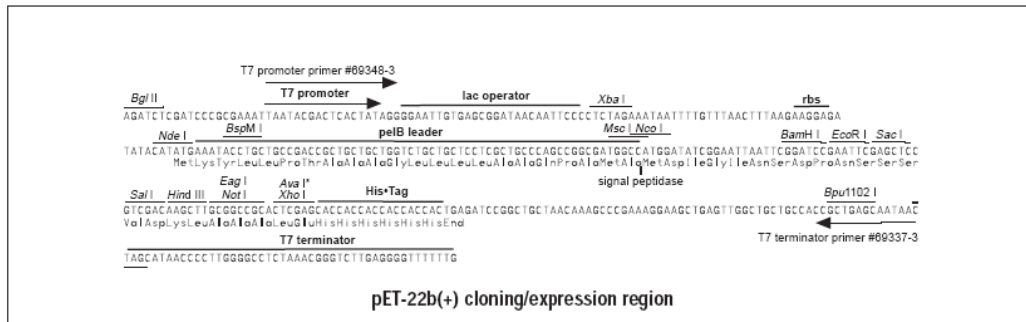 T7 promoter primer #69348-3
Bgl II T7 promoter lac operator Xba I rbs
AGATCTCGATCCCGCGAAATTAATACGACTCACTATAGGGGAATTGTGAGCGGATAACAATTCCCCTCTAGAAATAATTTTGTTTAACTTTAAGAAGGAGA
Nde I BspM I pelB leader Msc I Nco I BamH I EcoR I Sac I
TATACATATGAAATACCTGCTGCCGACCGCTGCTGCTGGTCTGCTGCTCCTCGCTGCCCAGCCGGCGATGGCCATGGATATCGGAATTAATTCGGATCCGAATTCGAGCTCC
MetLysTyrLeuLeuProThrAlaAlaAlaGlyLeuLeuLeuLeuAlaAlaGlnProAlaMetAlaMetAspIleGlyIleAsnSerAspProAsnSerSerSer
signal peptidase
Eag I Ava I*
Sal I Hind III Not I Xho I His•Tag Bpu1102 I
GTCGACAAGCTTGCGGCCGCACTCGAGCACCACCACCACCACCACTGAGATCCGGCTGCTAACAAAGCCCGAAAGGAAGCTGAGTTGGCTGCTGCCACCGCTGAGCAATAAC
ValAspLysLeuAlaAlaAlaLeuGluHisHisHisHisHisHisEnd
T7 terminator T7 terminator primer #69337-3
TAGCATAACCCCTTGGGGCCTCTAAACGGGTCTTGAGGGGTTTTTTG
pET-22b(+) cloning/expression region